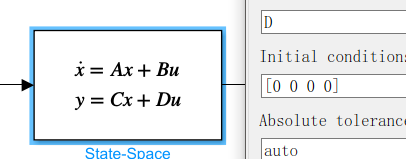 ẋ = Ax + Bu
y = Cx + Du
State-Space
D
Initial conditions
[0 0 0 0]
Absolute tolerance
auto